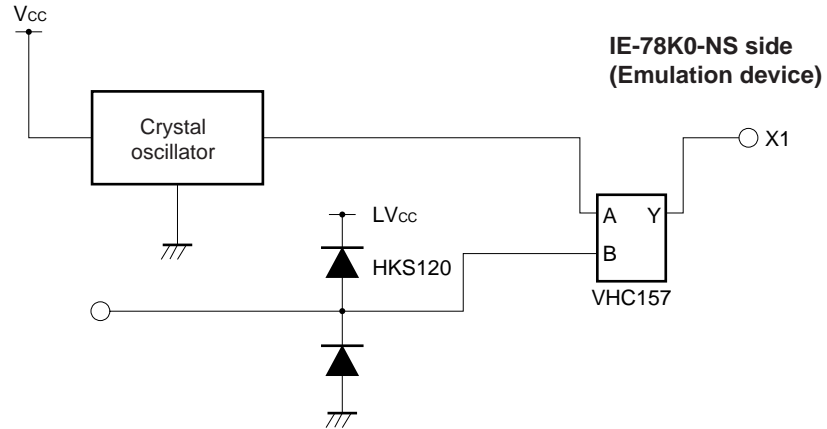 VCC
IE-78K0-NS side
(Emulation device)
Crystal
oscillator
X1
LVCC
A Y
HKS120
B
VHC157